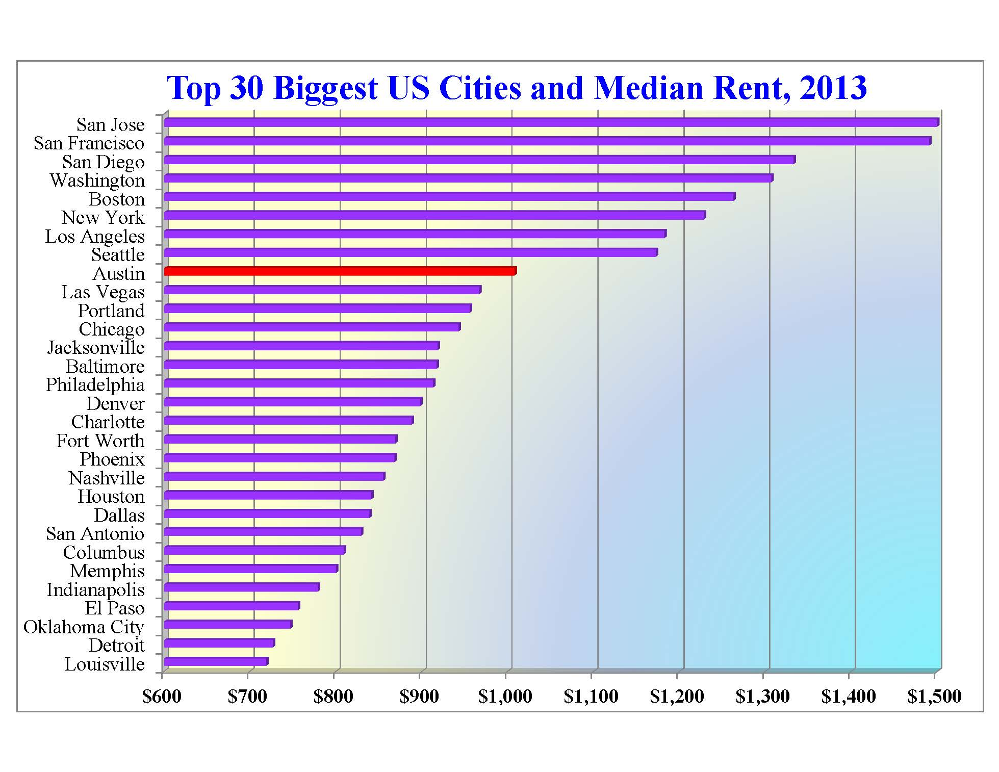 Top 30 Biggest US Cities and Median Rent, 2013
San Jose
San Francisco
San Diego
Washington
Boston
New York
Los Angeles
Seattle
Austin
Las Vegas
Portland
Chicago
Jacksonville
Baltimore
Philadelphia
Denver
Charlotte
Fort Worth
Phoenix
Nashville
Houston
Dallas
San Antonio
Columbus
Memphis
Indianapolis
El Paso
Oklahoma City
Detroit
Louisville
$600 $700 $800 $900 $1,000 $1,100 $1,200 $1,300 $1,400 $1,500